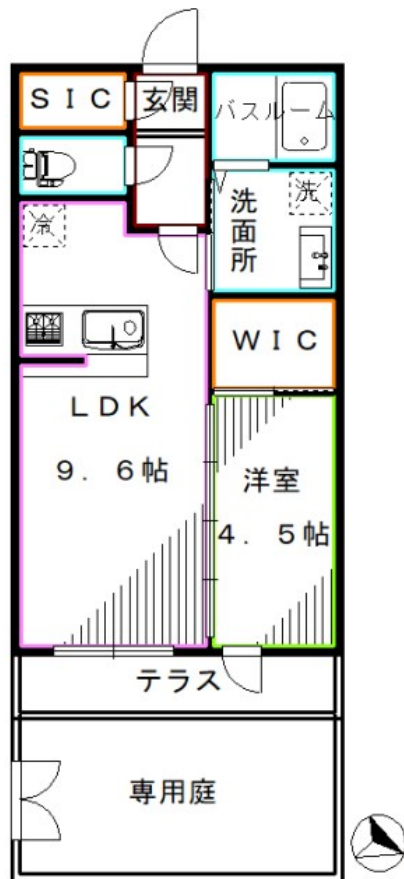 SIC
玄関
バスルーム
洗面所
洗
冷
WIC
LDK
9.6帖
洋室
4.5帖
テラス
専用庭